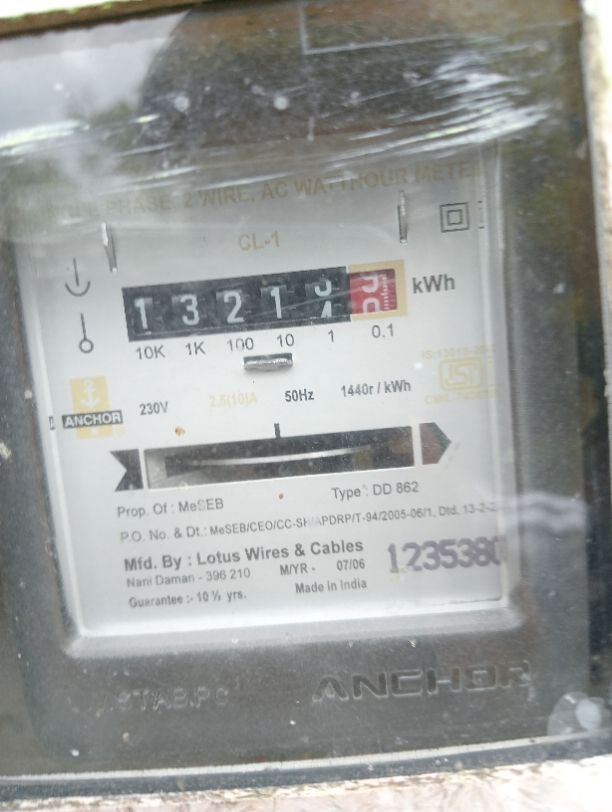 SINGLE PHASE, 2 WIRE, AC WATTHOUR METER
CL-1
1 3 2 1 kWh
10K 1K 100 10 1 0.1
ANCHOR
230V 2.5(10)A 50Hz 1440r / kWh
Prop. Of : MeSEB Type : DD 862
P.O. No. & Dt.: MeSEB/CEO/CC-SH/APDRP/T-94/2005-06/1, Dtd. 13-2-2
Mfd. By : Lotus Wires & Cables
Nani Daman - 396 210 M/YR - 07/06
Guarantee :- 10 ½ yrs. Made in India
1235380
ANCHOR